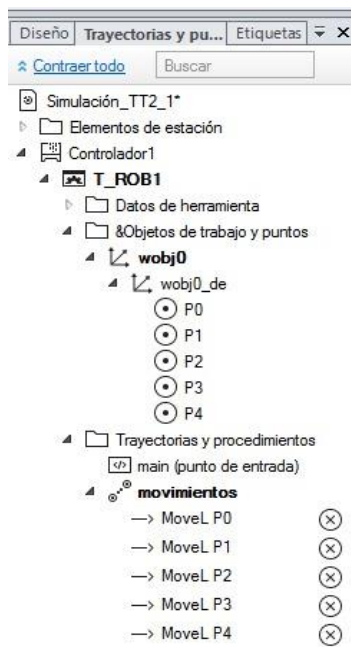 Diseño Trayectorias y pu... Etiquetas
Contraer todo Buscar
Simulación_TT2_1*
Elementos de estación
Controlador1
T_ROB1
Datos de herramienta
&Objetos de trabajo y puntos
wobj0
wobj0_de
P0
P1
P2
P3
P4
Trayectorias y procedimientos
main (punto de entrada)
movimientos
MoveL P0
MoveL P1
MoveL P2
MoveL P3
MoveL P4